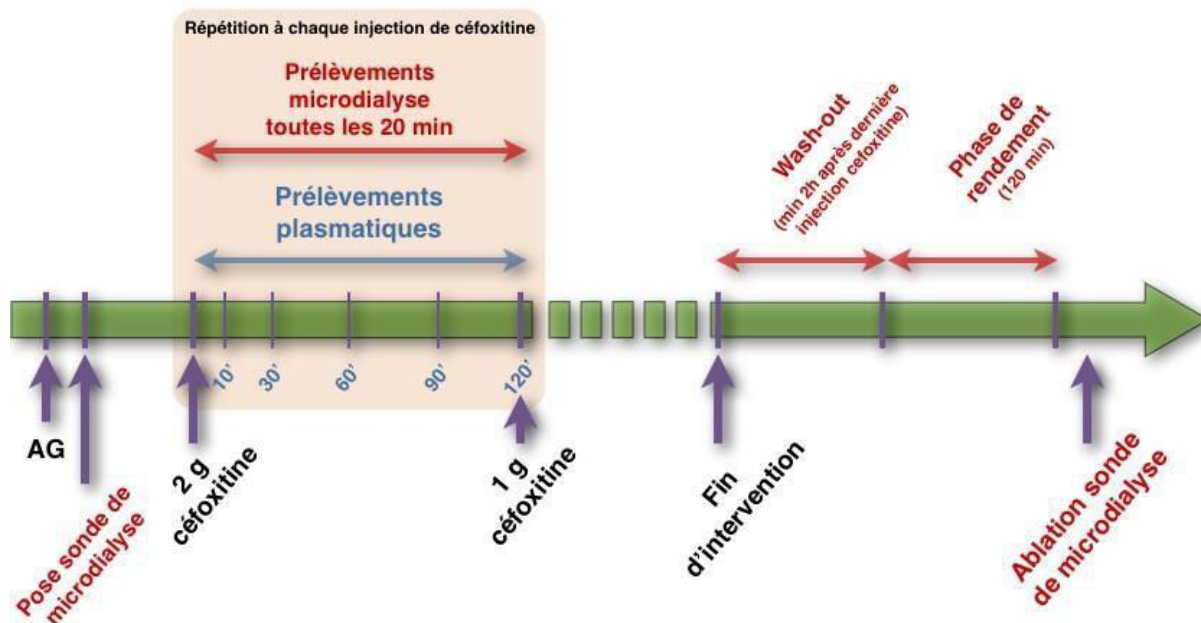 Répétition à chaque injection de céfoxitine
Prélèvements
microdialyse
toutes les 20 min
Prélèvements
plasmatiques
Wash-out
(min 2h après dernière
injection cefoxitine)
Phase de
rendement
(120 min)
10'
30'
60'
90'
120'
AG
Pose sonde de
microdialyse
2 g
céfoxitine
1 g
céfoxitine
Fin
d'intervention
Ablation sonde
de microdialyse